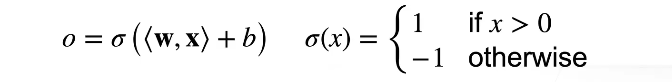 o = σ(⟨w, x⟩ + b) σ(x) = { 1 if x > 0
−1 otherwise